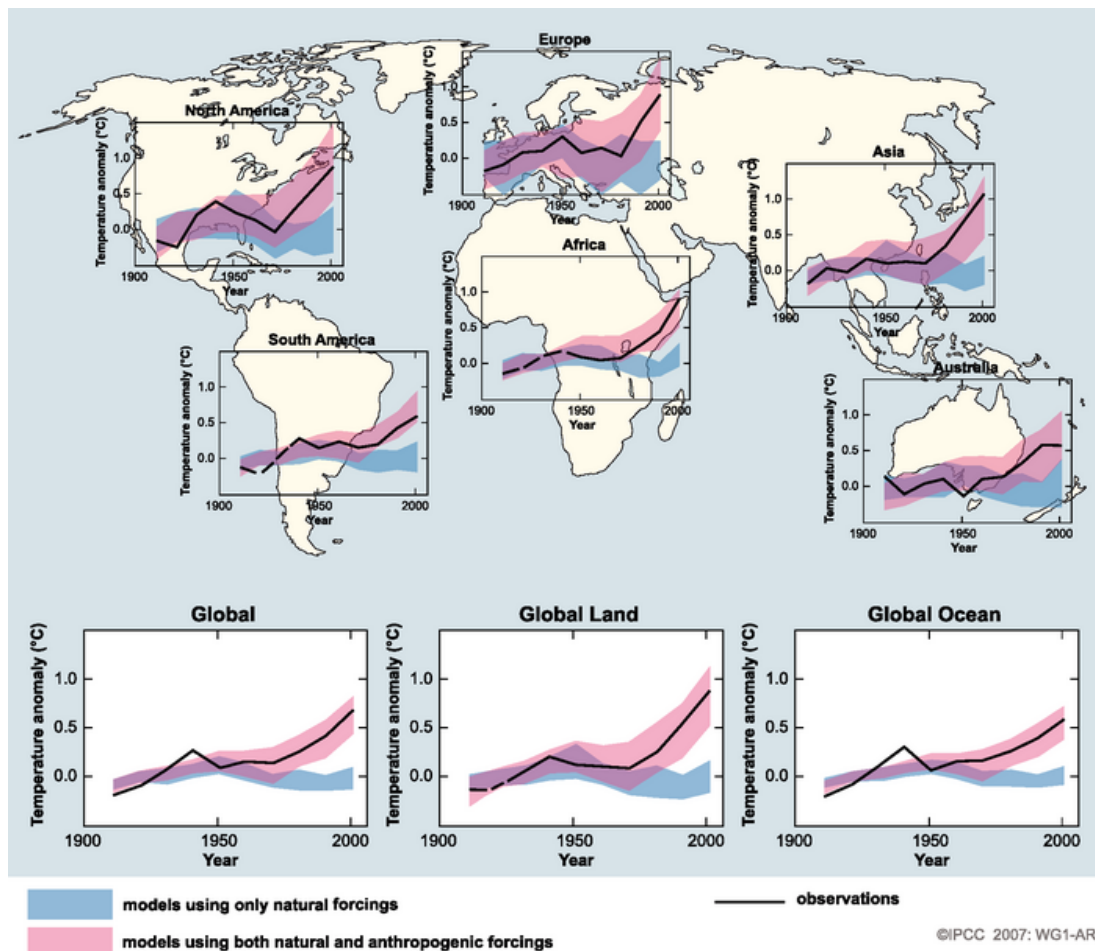 Europe
Temperature anomaly (°C)
1.0
0.5
0.0
1900
1950
2000
Year
North America
Temperature anomaly (°C)
1.0
0.5
0.0
1900
1950
2000
Year
Asia
Temperature anomaly (°C)
1.0
0.5
0.0
1900
1950
2000
Year
Africa
Temperature anomaly (°C)
1.0
0.5
0.0
1900
1950
2000
Year
South America
Temperature anomaly (°C)
1.0
0.5
0.0
1900
1950
2000
Year
Australia
Temperature anomaly (°C)
1.0
0.5
0.0
1900
1950
2000
Year
Global
Temperature anomaly (°C)
1.0
0.5
0.0
1900
1950
2000
Year
Global Land
Temperature anomaly (°C)
1.0
0.5
0.0
1900
1950
2000
Year
Global Ocean
Temperature anomaly (°C)
1.0
0.5
0.0
1900
1950
2000
Year
models using only natural forcings
observations
models using both natural and anthropogenic forcings
©IPCC 2007: WG1-AR